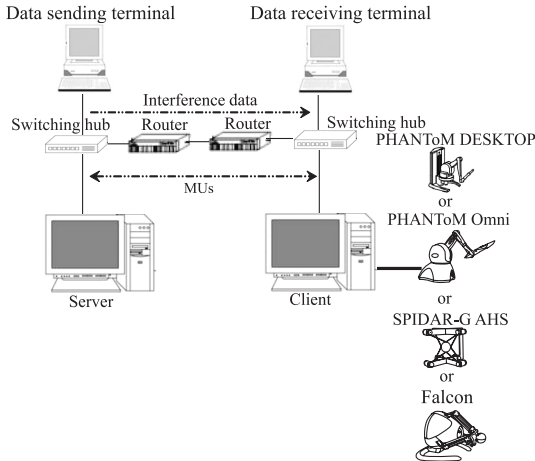 Data sending terminal
Data receiving terminal
Interference data
Switching hub
Router
Router
Switching hub
PHANToM DESKTOP
or
MUs
PHANToM Omni
Server
Client
or
SPIDAR-G AHS
or
Falcon